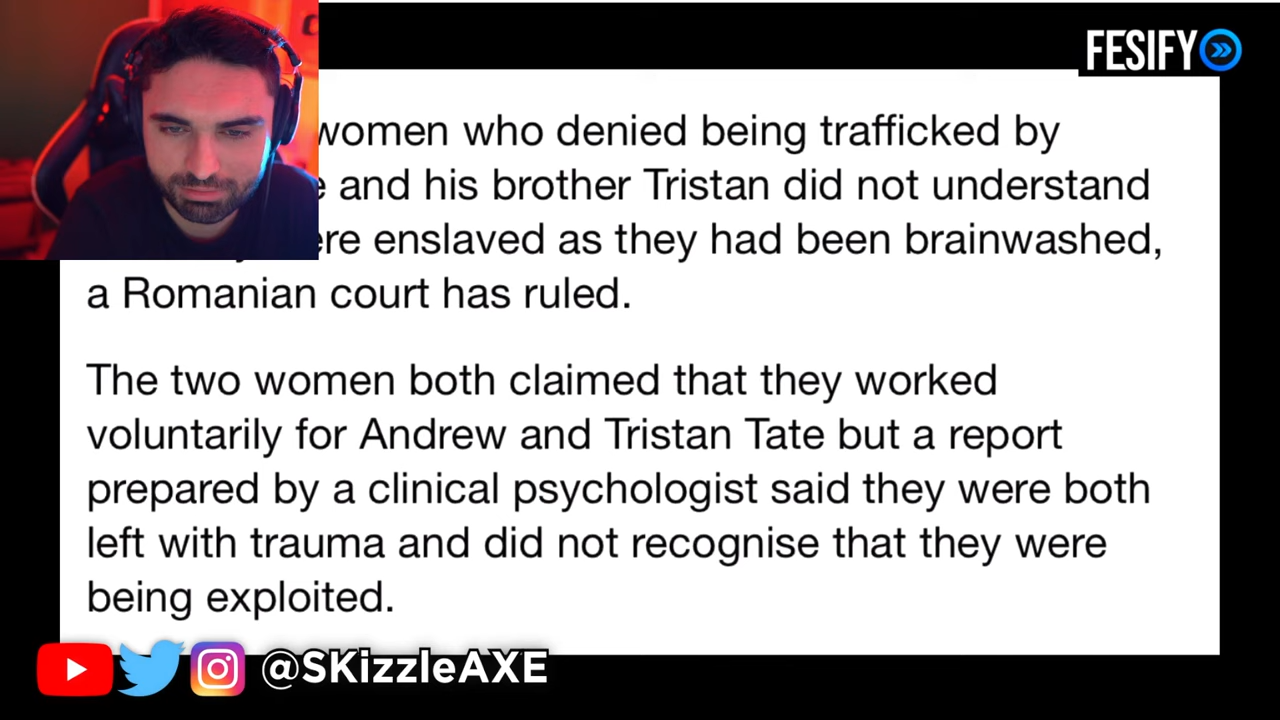 FESIFY
women who denied being trafficked by
and his brother Tristan did not understand
enslaved as they had been brainwashed,
a Romanian court has ruled.
The two women both claimed that they worked
voluntarily for Andrew and Tristan Tate but a report
prepared by a clinical psychologist said they were both
left with trauma and did not recognise that they were
being exploited.
@SKizzleAXE